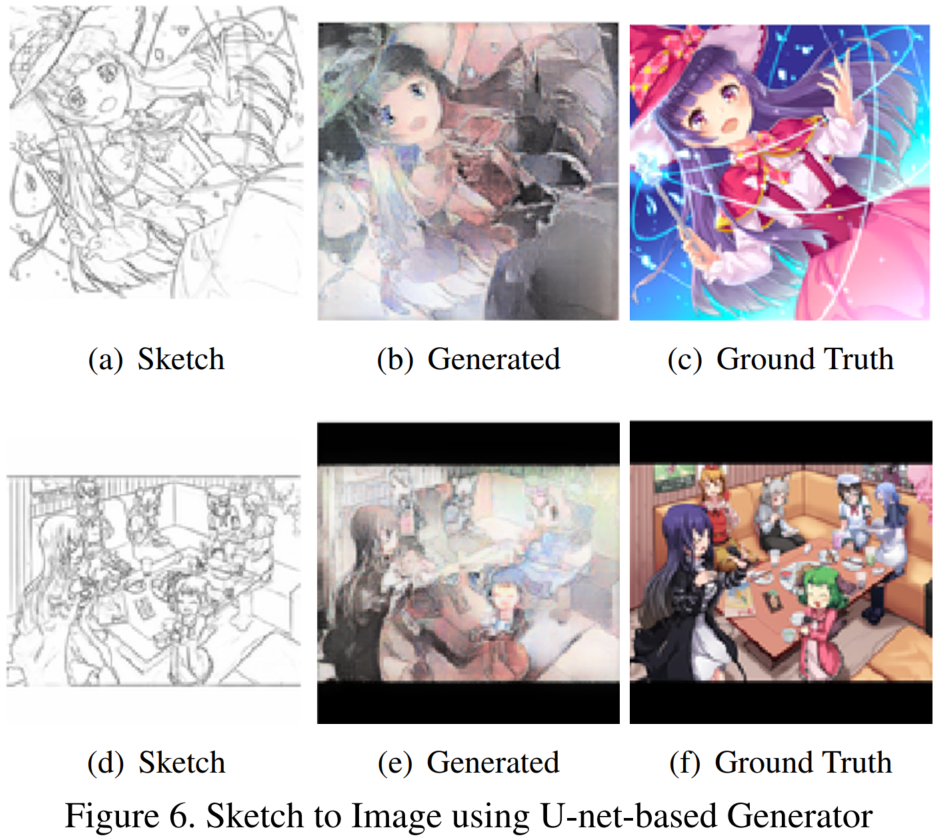 (a) Sketch
(b) Generated
(c) Ground Truth
(d) Sketch
(e) Generated
(f) Ground Truth
Figure 6. Sketch to Image using U-net-based Generator